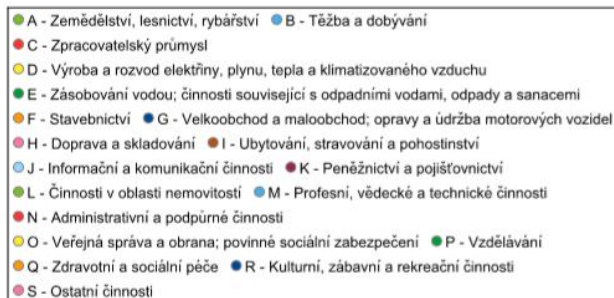 A - Zemědělství, lesnictví, rybářství B - Těžba a dobývání
C - Zpracovatelský průmysl
D - Výroba a rozvod elektřiny, plynu, tepla a klimatizovaného vzduchu
E - Zásobování vodou; činnosti související s odpadními vodami, odpady a sanacemi
F - Stavebnictví G - Velkoobchod a maloobchod; opravy a údržba motorových vozidel
H - Doprava a skladování I - Ubytování, stravování a pohostinství
J - Informační a komunikační činnosti K - Peněžnictví a pojišťovnictví
L - Činnosti v oblasti nemovitostí M - Profesní, vědecké a technické činnosti
N - Administrativní a podpůrné činnosti
O - Veřejná správa a obrana; povinné sociální zabezpečení P - Vzdělávání
Q - Zdravotní a sociální péče R - Kulturní, zábavní a rekreační činnosti
S - Ostatní činnosti